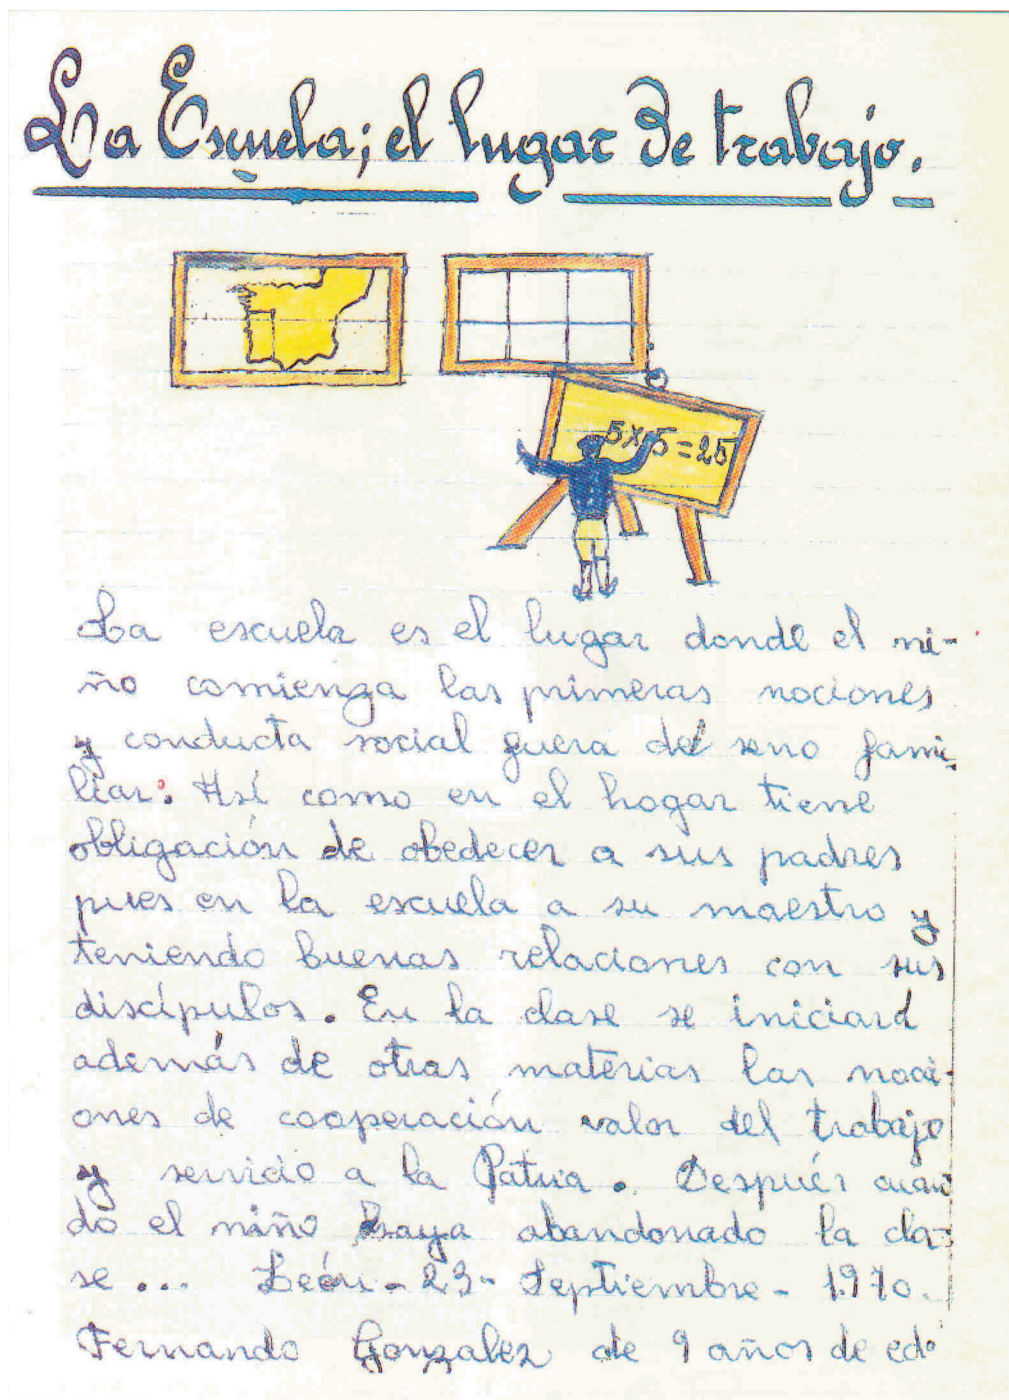 La Escuela; el lugar de trabajo.
5x5=25
La escuela es el lugar donde el ni-
ño comienza las primeras nociones
y conducta social fuera del seno fami-
liar. Así como en el hogar tiene
obligación de obedecer a sus padres
pues en la escuela a su maestro y
teniendo buenas relaciones con sus
discípulos. En la clase se iniciará
además de otras materias las noci-
ones de cooperación valor del trabajo
y servicio a la Patria. Después cuan
do el niño haya abandonado la cla-
se... León-23-Septiembre-1.970.
Fernando Gonzalez de 9 años de ed